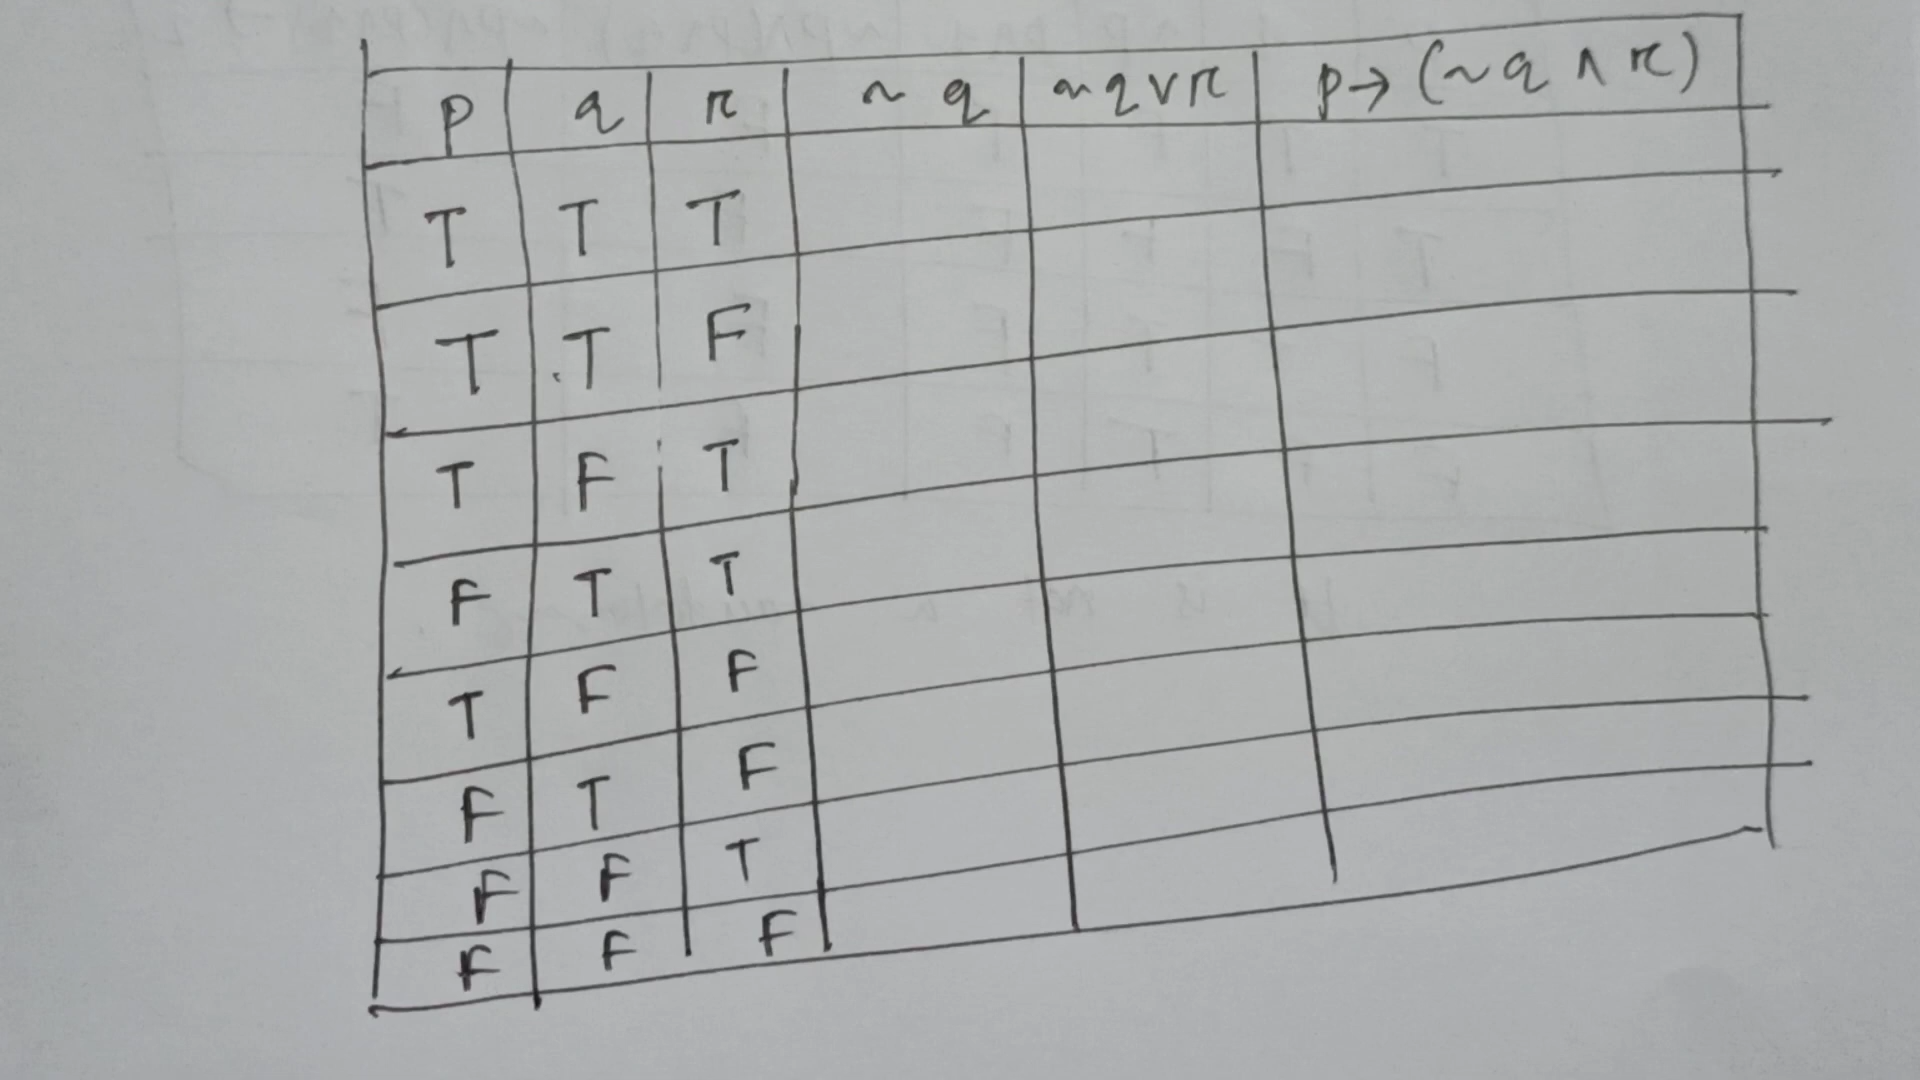 p q r ~ q ~ q ∨ r p → (~ q ∧ r)
T T T
T T F
T F T
F T T
T F F
F T F
F F T
F F F